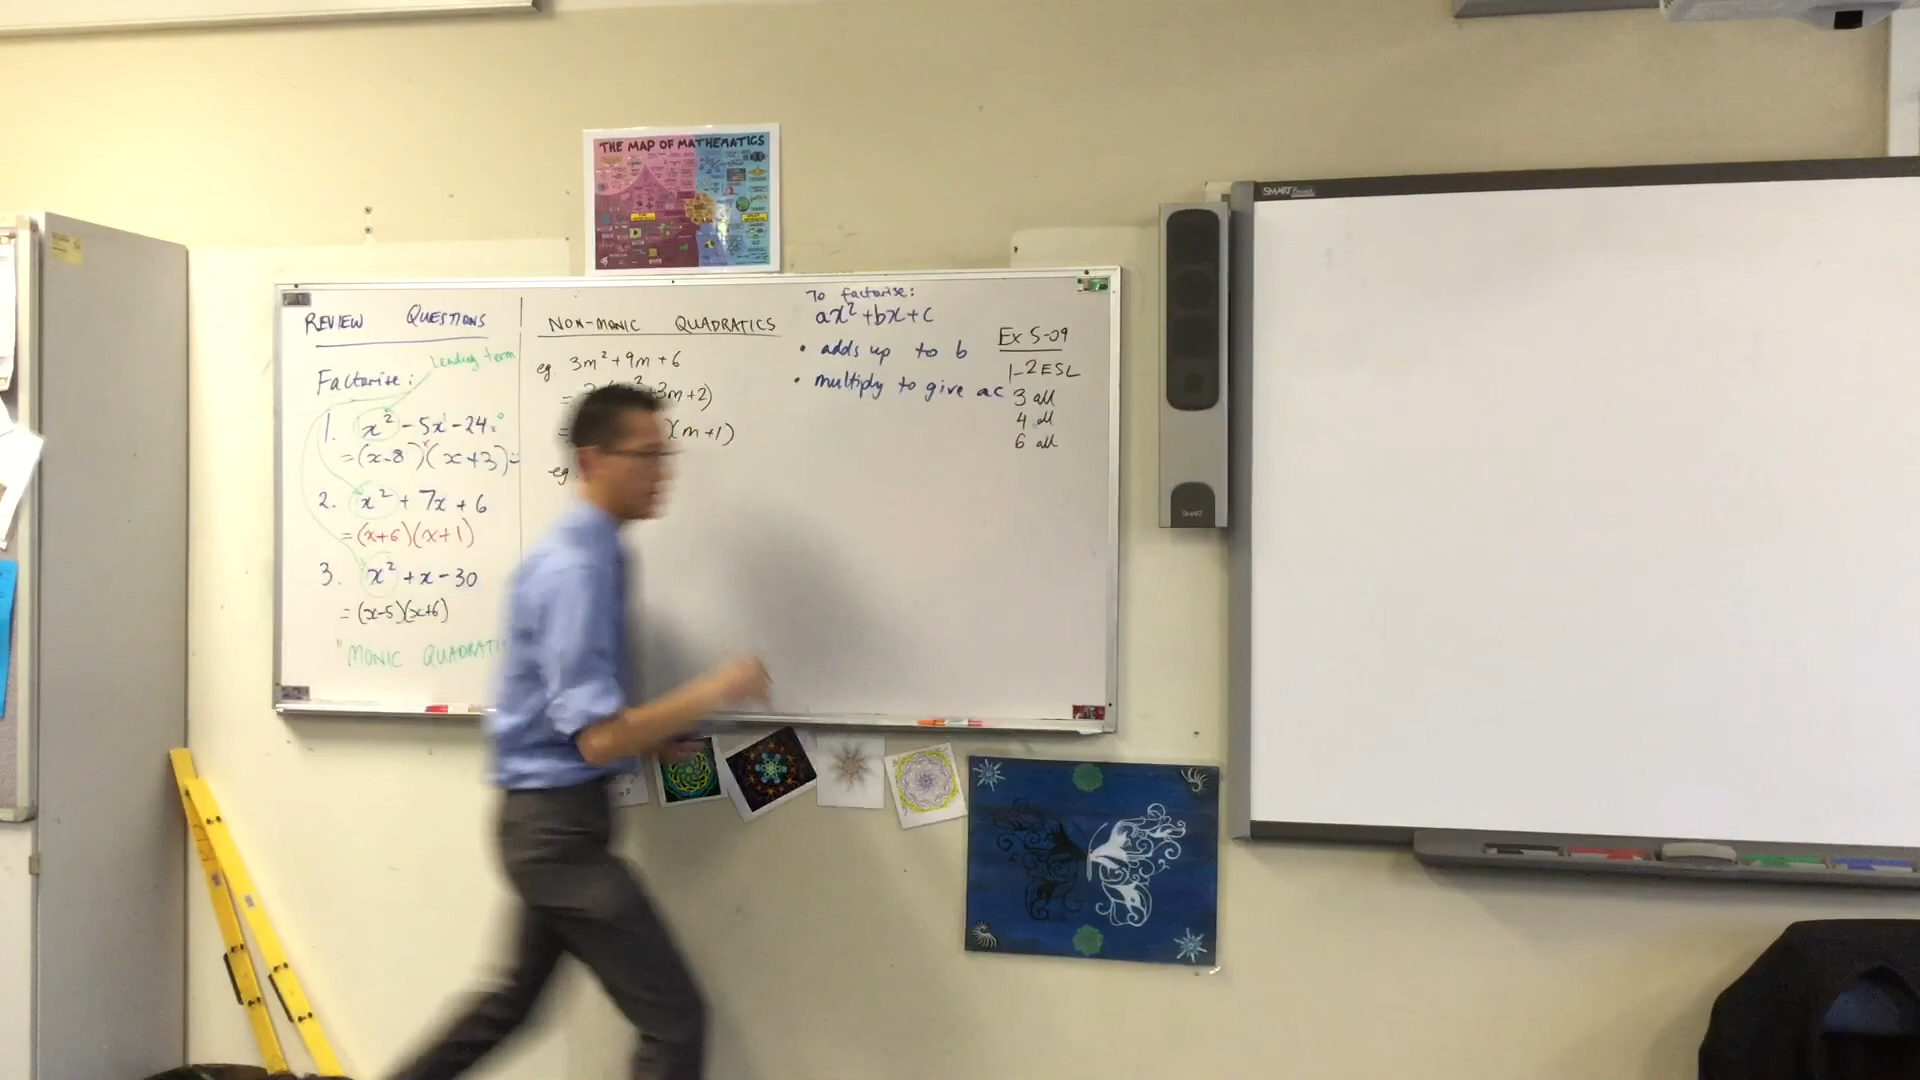 THE MAP OF MATHEMATICS
SMART Board
REVIEW QUESTIONS
Leading term
Factorise:
1. x² - 5x - 24
= (x-8)(x+3)
2. x² + 7x + 6
= (x+6)(x+1)
3. x² + x - 30
= (x-5)(x+6)
"MONIC QUADRATI
NON-MONIC QUADRATICS
eg. 3m² + 9m + 6
+3m+2)
)(m+1)
eg.
To factorise:
ax² + bx + c
• adds up to b
• multiply to give ac
Ex 5-09
1-2 ESL
3 all
4 all
6 all
SMART